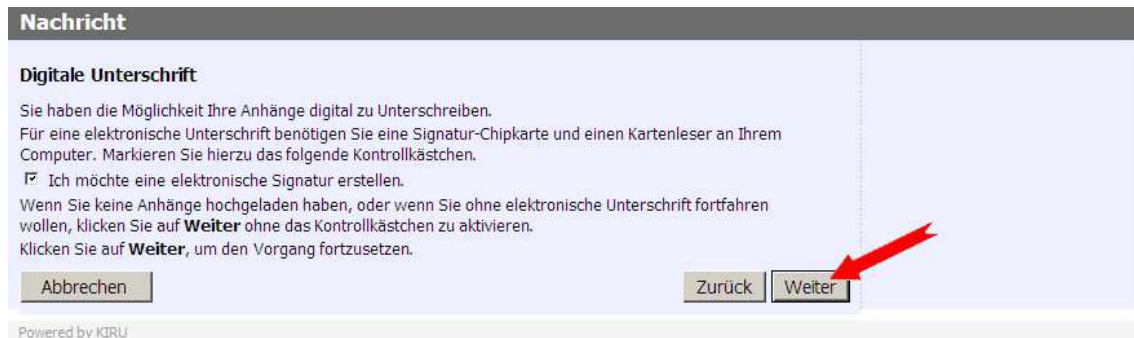 Nachricht
Digitale Unterschrift
Sie haben die Möglichkeit Ihre Anhänge digital zu Unterschreiben.
Für eine elektronische Unterschrift benötigen Sie eine Signatur-Chipkarte und einen Kartenleser an Ihrem
Computer. Markieren Sie hierzu das folgende Kontrollkästchen.
Ich möchte eine elektronische Signatur erstellen.
Wenn Sie keine Anhänge hochgeladen haben, oder wenn Sie ohne elektronische Unterschrift fortfahren
wollen, klicken Sie auf Weiter ohne das Kontrollkästchen zu aktivieren.
Klicken Sie auf Weiter, um den Vorgang fortzusetzen.
Abbrechen Zurück Weiter
Powered by KIRU